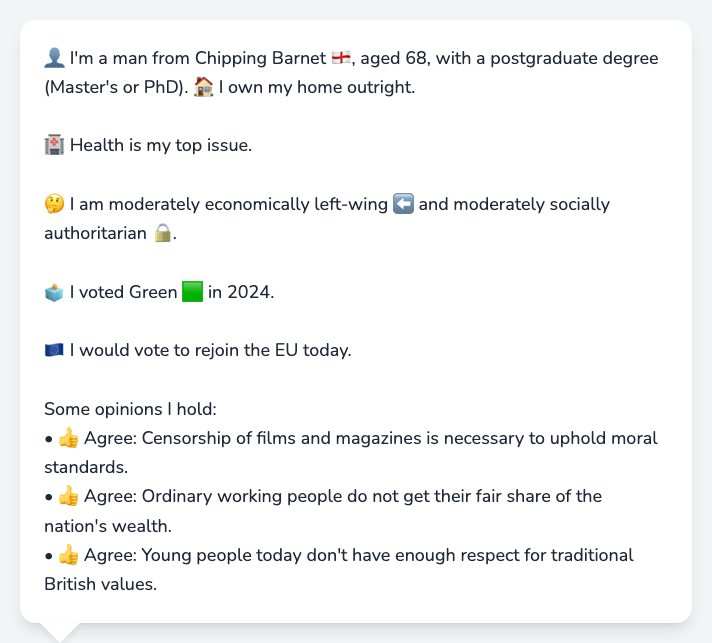 👤 I'm a man from Chipping Barnet 🏴󠁧󠁢󠁥󠁮󠁧󠁿, aged 68, with a postgraduate degree
(Master's or PhD). 🏠 I own my home outright.
🏥 Health is my top issue.
🤔 I am moderately economically left-wing ⬅️ and moderately socially
authoritarian 🔒.
🗳️ I voted Green 🟩 in 2024.
🇪🇺 I would vote to rejoin the EU today.
Some opinions I hold:
• 👍 Agree: Censorship of films and magazines is necessary to uphold moral
standards.
• 👍 Agree: Ordinary working people do not get their fair share of the
nation's wealth.
• 👍 Agree: Young people today don't have enough respect for traditional
British values.